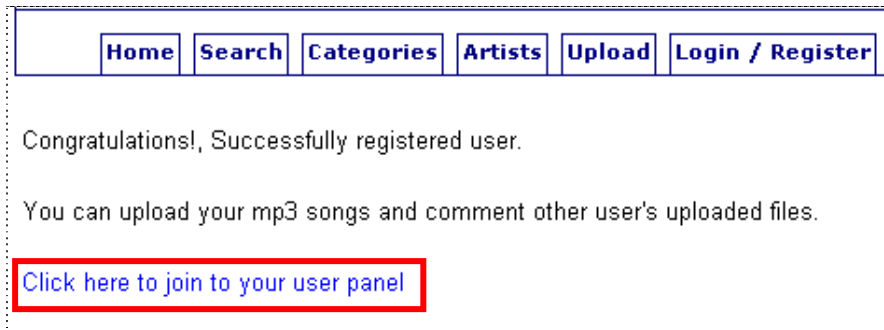 Home Search Categories Artists Upload Login / Register
Congratulations!, Successfully registered user.
You can upload your mp3 songs and comment other user's uploaded files.
Click here to join to your user panel